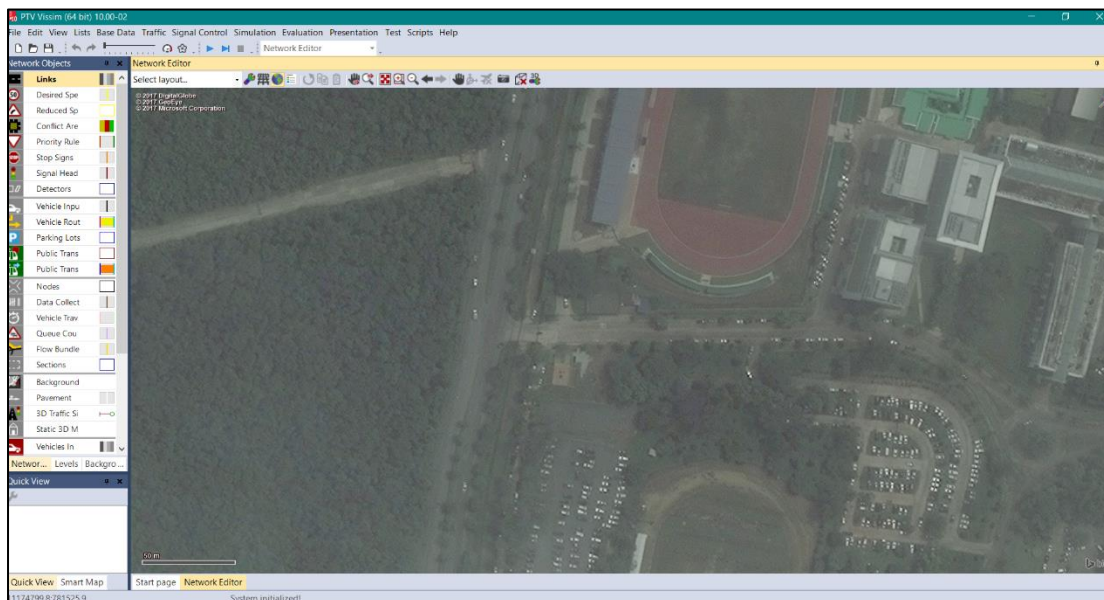 PTV Vissim (64 bit) 10.00-02
File Edit View Lists Base Data Traffic Signal Control Simulation Evaluation Presentation Test Scripts Help
Network Editor
Network Objects
Network Editor
Links
Select layout...
Desired Spe
Reduced Sp
Conflict Are
Priority Rule
Stop Signs
Signal Head
Detectors
Vehicle Inpu
Vehicle Rout
Parking Lots
Public Trans
Public Trans
Nodes
Data Collect
Vehicle Trav
Queue Cou
Flow Bundle
Sections
Background
Pavement
3D Traffic Si
Static 3D M
Vehicles In
Networ... Levels Backgro...
© 2017 DigitalGlobe
© 2017 GeoEye
© 2017 Microsoft Corporation
Quick View
50 m
Quick View Smart Map
Start page Network Editor
1174799.8:781525.9
System initialized!